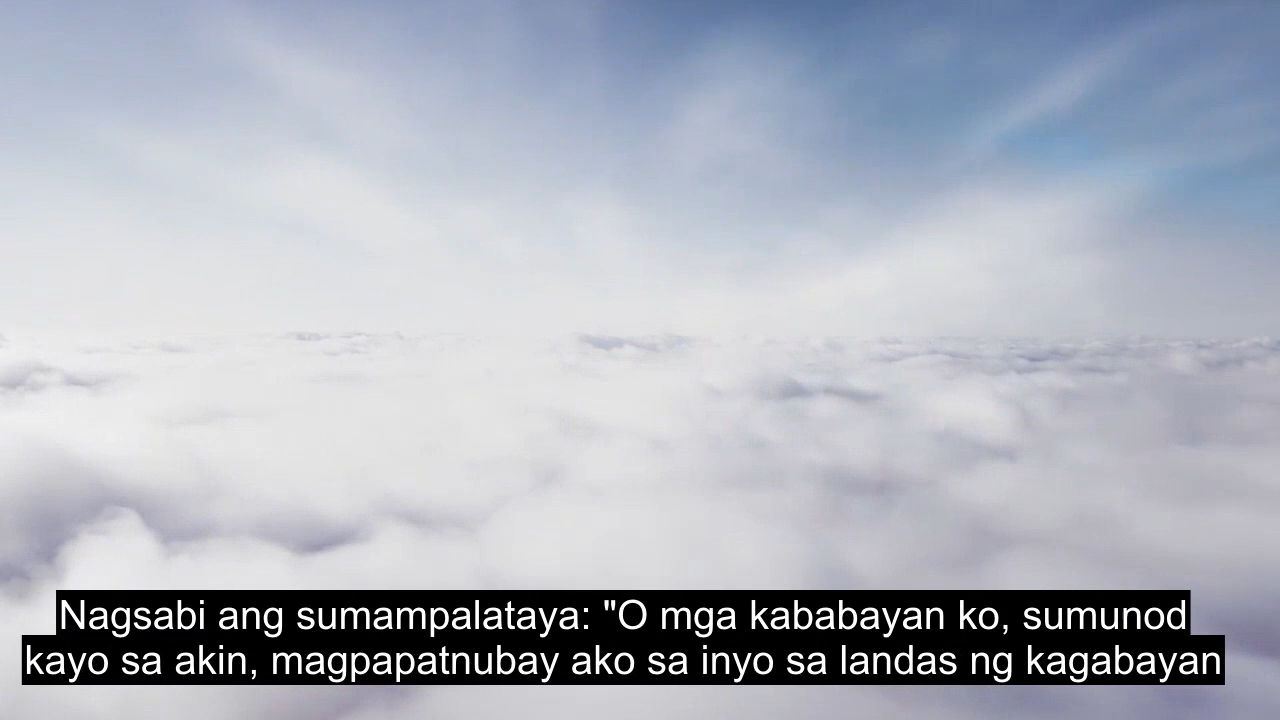 Nagsabi ang sumampalataya: "O mga kababayan ko, sumunod
kayo sa akin, magpapatnubay ako sa inyo sa landas ng kagabayan